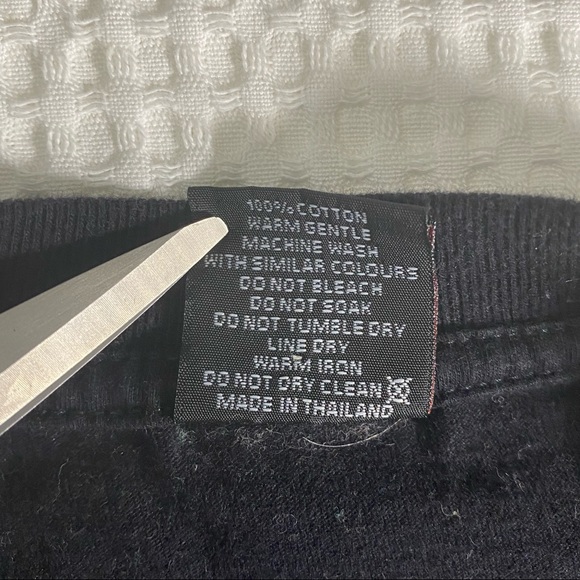 100% COTTON
WARM GENTLE
MACHINE WASH
WITH SIMILAR COLOURS
DO NOT BLEACH
DO NOT SOAK
DO NOT TUMBLE DRY
LINE DRY
WARM IRON
DO NOT DRY CLEAN
MADE IN THAILAND